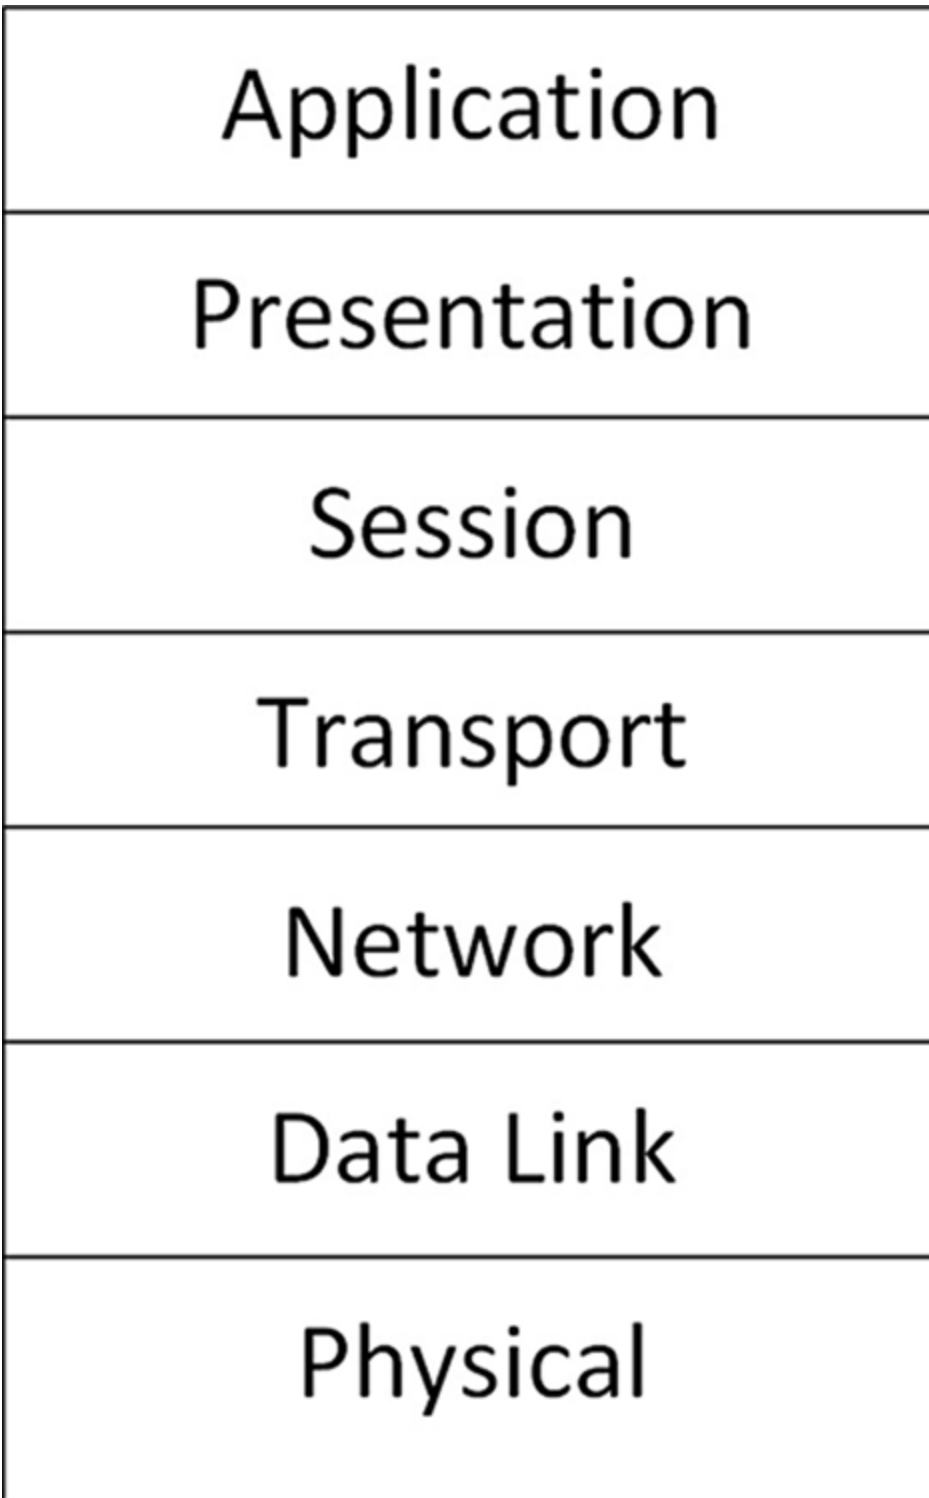 Application
Presentation
Session
Transport
Network
Data Link
Physical